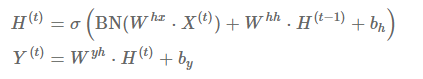 H^{(t)} = σ ( BN(W^{hx} · X^{(t)}) + W^{hh} · H^{(t-1)} + b_h )
Y^{(t)} = W^{yh} · H^{(t)} + b_y